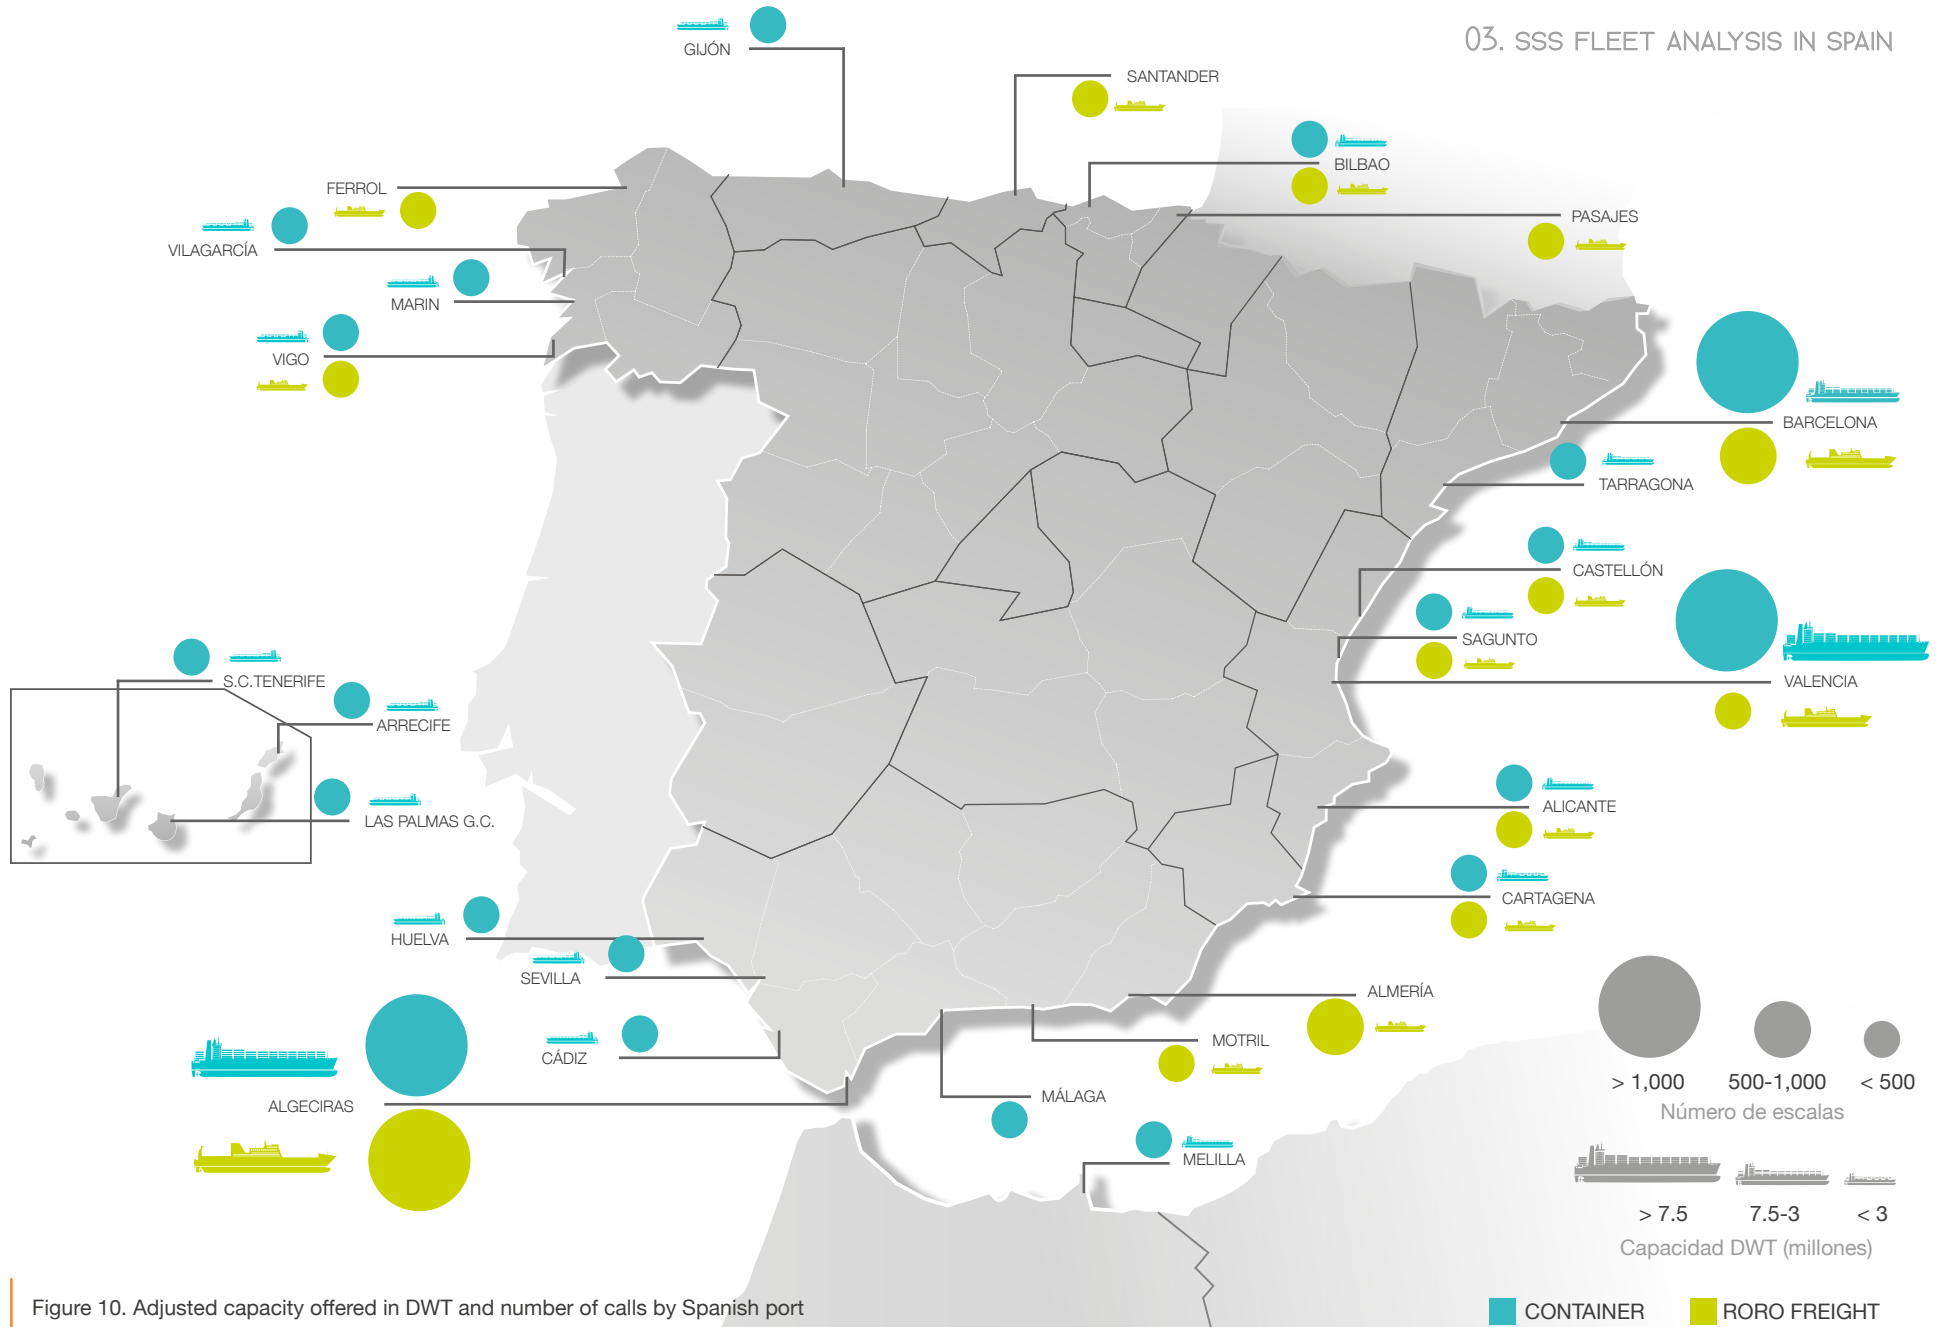 03. SSS FLEET ANALYSIS IN SPAIN
GIJÓN
SANTANDER
BILBAO
FERROL
PASAJES
VILAGARCÍA
MARIN
VIGO
BARCELONA
TARRAGONA
CASTELLÓN
SAGUNTO
S.C.TENERIFE
VALENCIA
ARRECIFE
LAS PALMAS G.C.
ALICANTE
CARTAGENA
HUELVA
SEVILLA
ALMERÍA
MOTRIL
CÁDIZ
MÁLAGA
ALGECIRAS
MELILLA
> 1,000 500-1,000 < 500
Número de escalas
> 7.5 7.5-3 < 3
Capacidad DWT (millones)
Figure 10. Adjusted capacity offered in DWT and number of calls by Spanish port
CONTAINER RORO FREIGHT